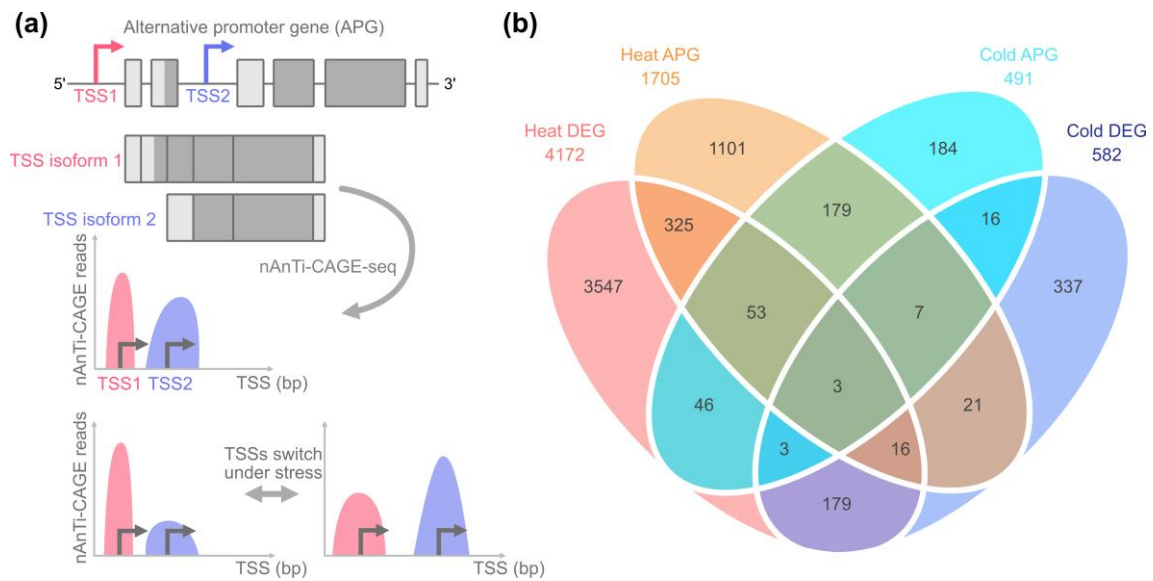 (a)
Alternative promoter gene (APG)
5'
TSS1
TSS2
3'
TSS isoform 1
TSS isoform 2
nAnTi-CAGE-seq
nAnTi-CAGE reads
TSS1
TSS2
TSS (bp)
nAnTi-CAGE reads
TSSs switch
under stress
TSS (bp)
TSS (bp)
(b)
Heat APG
1705
Cold APG
491
Heat DEG
4172
Cold DEG
582
1101
184
325
179
16
3547
53
7
337
46
3
21
3
16
179